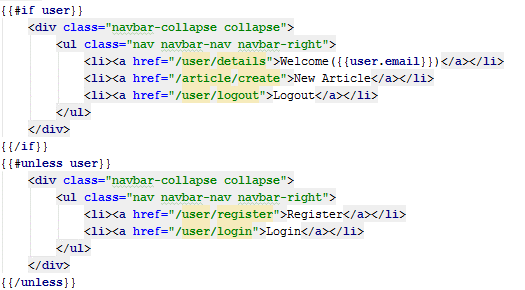 {{#if user}}
<div class="navbar-collapse collapse">
<ul class="nav navbar-nav navbar-right">
<li><a href="/user/details">Welcome({{user.email}})</a></li>
<li><a href="/article/create">New Article</a></li>
<li><a href="/user/logout">Logout</a></li>
</ul>
</div>
{{/if}}
{{#unless user}}
<div class="navbar-collapse collapse">
<ul class="nav navbar-nav navbar-right">
<li><a href="/user/register">Register</a></li>
<li><a href="/user/login">Login</a></li>
</ul>
</div>
{{/unless}}